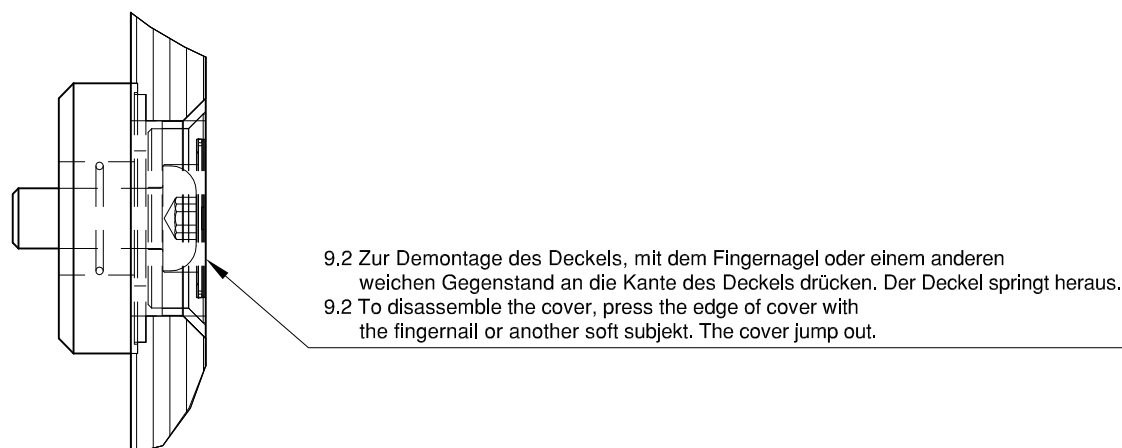 9.2 Zur Demontage des Deckels, mit dem Fingernagel oder einem anderen
weichen Gegenstand an die Kante des Deckels drücken. Der Deckel springt heraus.
9.2 To disassemble the cover, press the edge of cover with
the fingernail or another soft subjekt. The cover jump out.